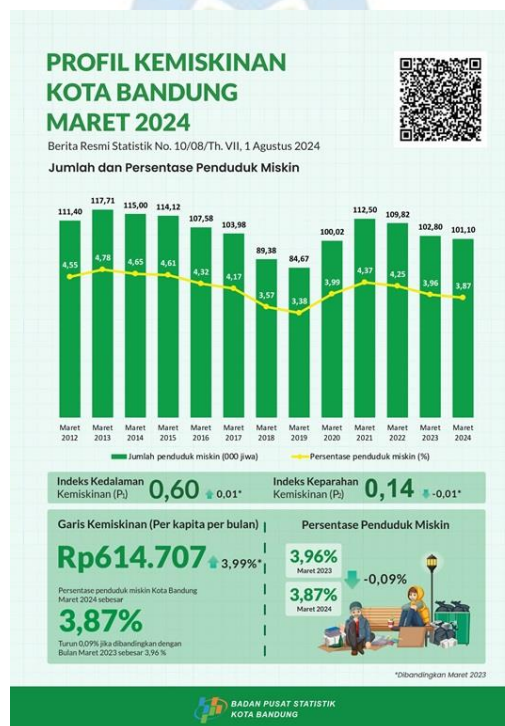 PROFIL KEMISKINAN
KOTA BANDUNG
MARET 2024
Berita Resmi Statistik No. 10/08/Th. VII, 1 Agustus 2024
Jumlah dan Persentase Penduduk Miskin
111,40 117,71 115,00 114,12 107,58 103,98 89,38 84,67 100,02 112,50 109,82 102,80 101,10
4,55 4,78 4,65 4,61 4,32 4,17 3,57 3,38 3,99 4,37 4,25 3,96 3,87
Maret Maret Maret Maret Maret Maret Maret Maret Maret Maret Maret Maret Maret
2012 2013 2014 2015 2016 2017 2018 2019 2020 2021 2022 2023 2024
Jumlah penduduk miskin (000 jiwa) Persentase penduduk miskin (%)
Indeks Kedalaman
Kemiskinan (P₁) 0,60 0,01*
Indeks Keparahan
Kemiskinan (P₂) 0,14 -0,01*
Garis Kemiskinan (Per kapita per bulan)
Rp614.707 3,99%*
Persentase penduduk miskin Kota Bandung
Maret 2024 sebesar
3,87%
Turun 0,09% jika dibandingkan dengan
Bulan Maret 2023 sebesar 3,96 %
Persentase Penduduk Miskin
3,96%
Maret 2023
-0,09%
3,87%
Maret 2024
*Dibandingkan Maret 2023
BADAN PUSAT STATISTIK
KOTA BANDUNG